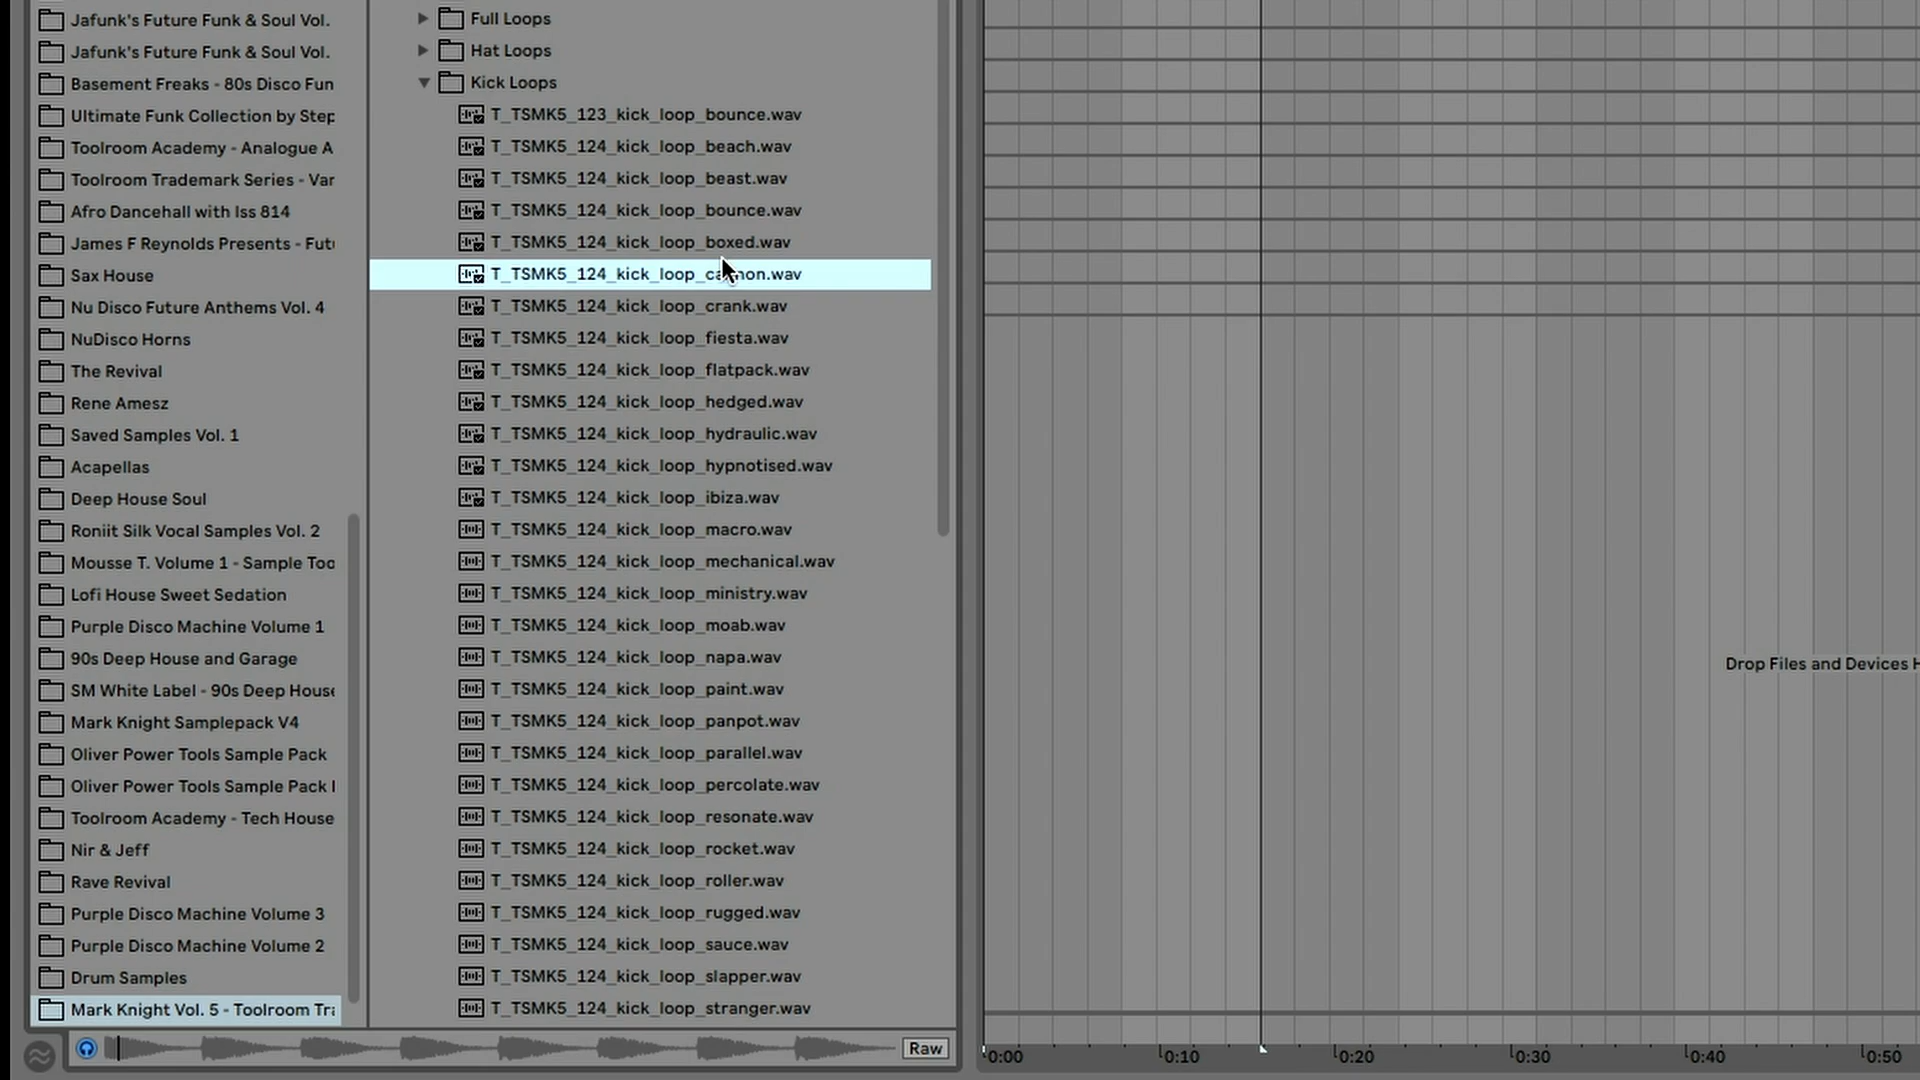 Jafunk's Future Funk & Soul Vol.
Jafunk's Future Funk & Soul Vol.
Basement Freaks - 80s Disco Fun
Ultimate Funk Collection by Step
Toolroom Academy - Analogue A
Toolroom Trademark Series - Var
Afro Dancehall with Iss 814
James F Reynolds Presents - Futu
Sax House
Nu Disco Future Anthems Vol. 4
NuDisco Horns
The Revival
Rene Amesz
Saved Samples Vol. 1
Acapellas
Deep House Soul
Roniit Silk Vocal Samples Vol. 2
Mousse T. Volume 1 - Sample Too
Lofi House Sweet Sedation
Purple Disco Machine Volume 1
90s Deep House and Garage
SM White Label - 90s Deep House
Mark Knight Samplepack V4
Oliver Power Tools Sample Pack
Oliver Power Tools Sample Pack I
Toolroom Academy - Tech House
Nir & Jeff
Rave Revival
Purple Disco Machine Volume 3
Purple Disco Machine Volume 2
Drum Samples
Mark Knight Vol. 5 - Toolroom Tra
Full Loops
Hat Loops
Kick Loops
T_TSMK5_123_kick_loop_bounce.wav
T_TSMK5_124_kick_loop_beach.wav
T_TSMK5_124_kick_loop_beast.wav
T_TSMK5_124_kick_loop_bounce.wav
T_TSMK5_124_kick_loop_boxed.wav
T_TSMK5_124_kick_loop_cannon.wav
T_TSMK5_124_kick_loop_crank.wav
T_TSMK5_124_kick_loop_fiesta.wav
T_TSMK5_124_kick_loop_flatpack.wav
T_TSMK5_124_kick_loop_hedged.wav
T_TSMK5_124_kick_loop_hydraulic.wav
T_TSMK5_124_kick_loop_hypnotised.wav
T_TSMK5_124_kick_loop_ibiza.wav
T_TSMK5_124_kick_loop_macro.wav
T_TSMK5_124_kick_loop_mechanical.wav
T_TSMK5_124_kick_loop_ministry.wav
T_TSMK5_124_kick_loop_moab.wav
T_TSMK5_124_kick_loop_napa.wav
T_TSMK5_124_kick_loop_paint.wav
T_TSMK5_124_kick_loop_panpot.wav
T_TSMK5_124_kick_loop_parallel.wav
T_TSMK5_124_kick_loop_percolate.wav
T_TSMK5_124_kick_loop_resonate.wav
T_TSMK5_124_kick_loop_rocket.wav
T_TSMK5_124_kick_loop_roller.wav
T_TSMK5_124_kick_loop_rugged.wav
T_TSMK5_124_kick_loop_sauce.wav
T_TSMK5_124_kick_loop_slapper.wav
T_TSMK5_124_kick_loop_stranger.wav
Raw
Drop Files and Devices H
0:00 0:10 0:20 0:30 0:40 0:50